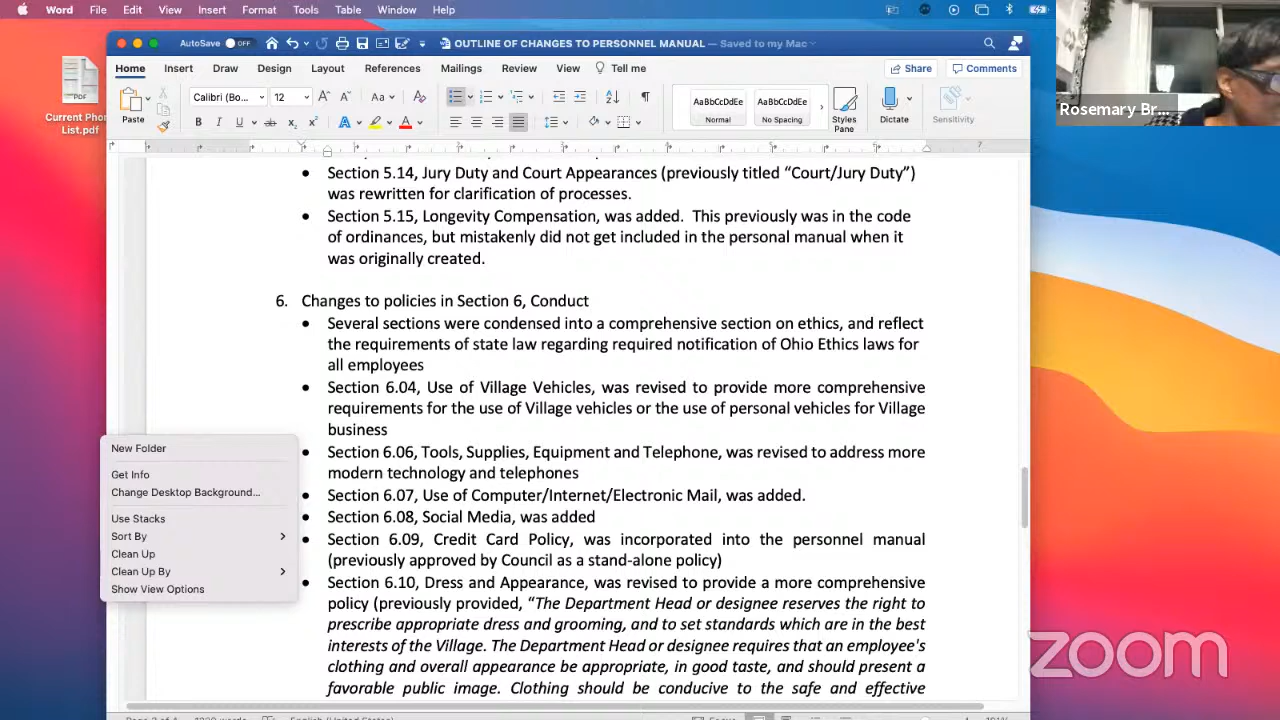 Word File Edit View Insert Format Tools Table Window Help
AutoSave OFF OUTLINE OF CHANGES TO PERSONNEL MANUAL — Saved to my Mac
Home Insert Draw Design Layout References Mailings Review View Tell me Share Comments
Calibri (Bo... 12
Paste
AaBbCcDdEe AaBbCcDdEe
Normal No Spacing
Styles
Pane
Dictate
Sensitivity
PDF
List.pdf
Rosemary Br...
Section 5.14, Jury Duty and Court Appearances (previously titled “Court/Jury Duty”)
was rewritten for clarification of processes.
Section 5.15, Longevity Compensation, was added. This previously was in the code
of ordinances, but mistakenly did not get included in the personal manual when it
was originally created.
6. Changes to policies in Section 6, Conduct
Several sections were condensed into a comprehensive section on ethics, and reflect
the requirements of state law regarding required notification of Ohio Ethics laws for
all employees
Section 6.04, Use of Village Vehicles, was revised to provide more comprehensive
requirements for the use of Village vehicles or the use of personal vehicles for Village
business
Section 6.06, Tools, Supplies, Equipment and Telephone, was revised to address more
modern technology and telephones
Section 6.07, Use of Computer/Internet/Electronic Mail, was added.
Section 6.08, Social Media, was added
Section 6.09, Credit Card Policy, was incorporated into the personnel manual
(previously approved by Council as a stand-alone policy)
Section 6.10, Dress and Appearance, was revised to provide a more comprehensive
policy (previously provided, “The Department Head or designee reserves the right to
prescribe appropriate dress and grooming, and to set standards which are in the best
interests of the Village. The Department Head or designee requires that an employee's
clothing and overall appearance be appropriate, in good taste, and should present a
favorable public image. Clothing should be conducive to the safe and effective
New Folder
Get Info
Change Desktop Background...
Use Stacks
Sort By
Clean Up
Clean Up By
Show View Options
zoom